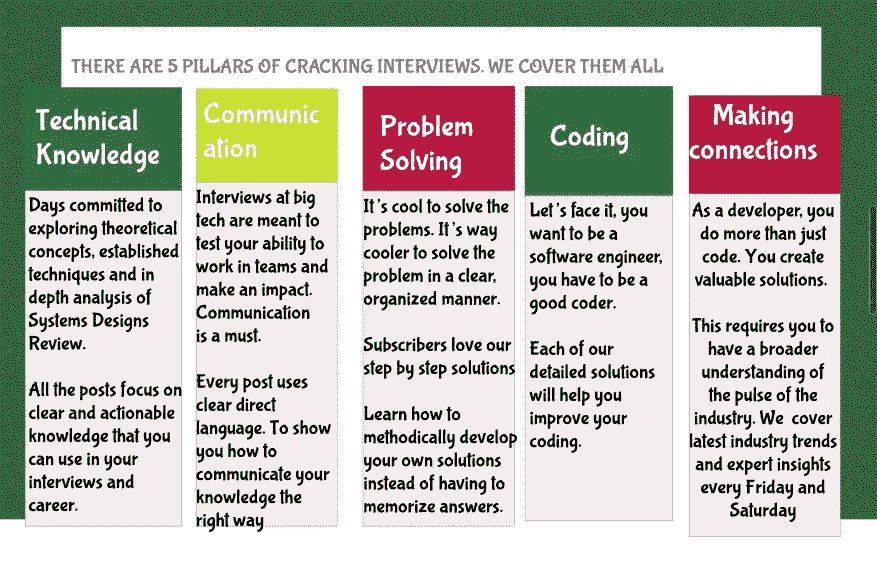 THERE ARE 5 PILLARS OF CRACKING INTERVIEWS. WE COVER THEM ALL
Technical
Knowledge
Days committed to
exploring theoretical
concepts, established
techniques and in
depth analysis of
Systems Designs
Review.
All the posts focus on
clear and actionable
knowledge that you
can use in your
interviews and
career.
Communic
ation
Interviews at big
tech are meant to
test your ability to
work in teams and
make an impact.
Communication
is a must.
Every post uses
clear direct
language. To show
you how to
communicate your
knowledge the
right way
Problem
Solving
It's cool to solve the
problems. It's way
cooler to solve the
problem in a clear,
organized manner.
Subscribers love our
step by step solutions
Learn how to
methodically develop
your own solutions
instead of having to
memorize answers.
Coding
Let's face it, you
want to be a
software engineer,
you have to be a
good coder.
Each of our
detailed solutions
will help you
improve your
coding.
Making
connections
As a developer, you
do more than just
code. You create
valuable solutions.
This requires you to
have a broader
understanding of
the pulse of the
industry. We cover
latest industry trends
and expert insights
every Friday and
Saturday